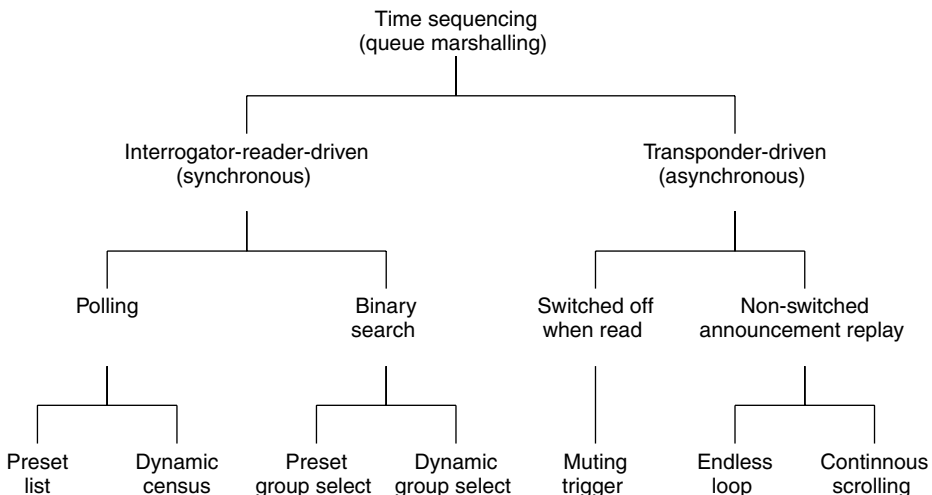 Time sequencing
(queue marshalling)
Interrogator-reader-driven
(synchronous)
Transponder-driven
(asynchronous)
Polling
Binary
search
Switched off
when read
Non-switched
announcement replay
Preset
list
Dynamic
census
Preset
group select
Dynamic
group select
Muting
trigger
Endless
loop
Continnous
scrolling